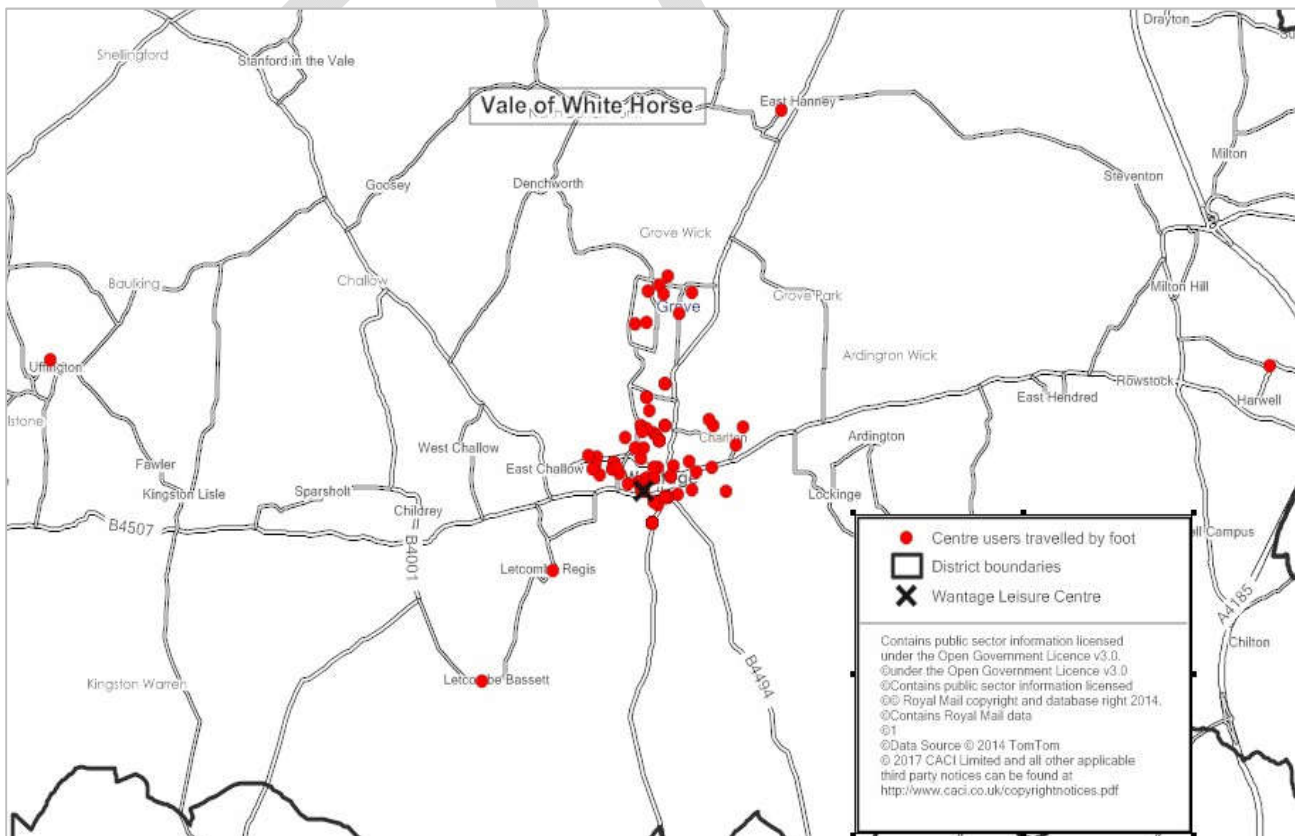 Drayton
Shellingford
Stanford in the Vale
Vale of White Horse
East Hanney
Milton
Steventon
Goosey
Denchworth
Grove Wick
Challow
Baulking
Milton Hill
Grove Park
Grove
Ardington Wick
Uffington
Rowstock
East Hendred
Harwell
lstone
Charlton
Ardington
West Challow
East Challow
Fawler
Kingston Lisle
Sparsholt
Childrey
Lockinge
B4507
B4001
ell Campus
Letcombe Regis
A4185
Chilton
Kingston Warren
Letcombe Bassett
B4494
Centre users travelled by foot
District boundaries
Wantage Leisure Centre
Contains public sector information licensed
under the Open Government Licence v3.0.
©under the Open Government Licence v3.0
©Contains public sector information licensed
©© Royal Mail copyright and database right 2014.
©Contains Royal Mail data
©1
©Data Source © 2014 TomTom
© 2017 CACI Limited and all other applicable
third party notices can be found at
http://www.caci.co.uk/copyrightnotices.pdf